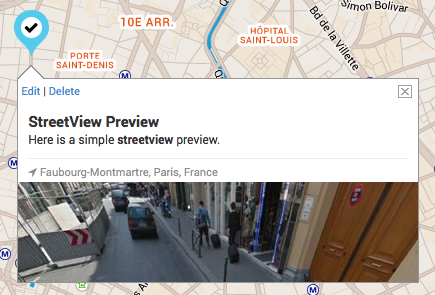 Simon Bolivar
10E ARR.
Bd de la Villette
HÔPITAL
SAINT-LOUIS
PORTE
SAINT-DENIS
M
Edit | Delete
StreetView Preview
Here is a simple streetview preview.
Faubourg-Montmartre, Paris, France
M
M
M